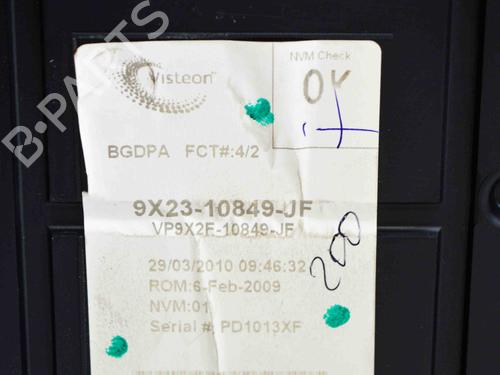 Visteon
NVM Check
OK
BGDPA FCT#:4/2
9X23-10849-JF
VP9X2F-10849-JF
200
29/03/2010 09:46:32
ROM:6-Feb-2009
NVM:01
Serial #: PD1013XF
B-PARTS